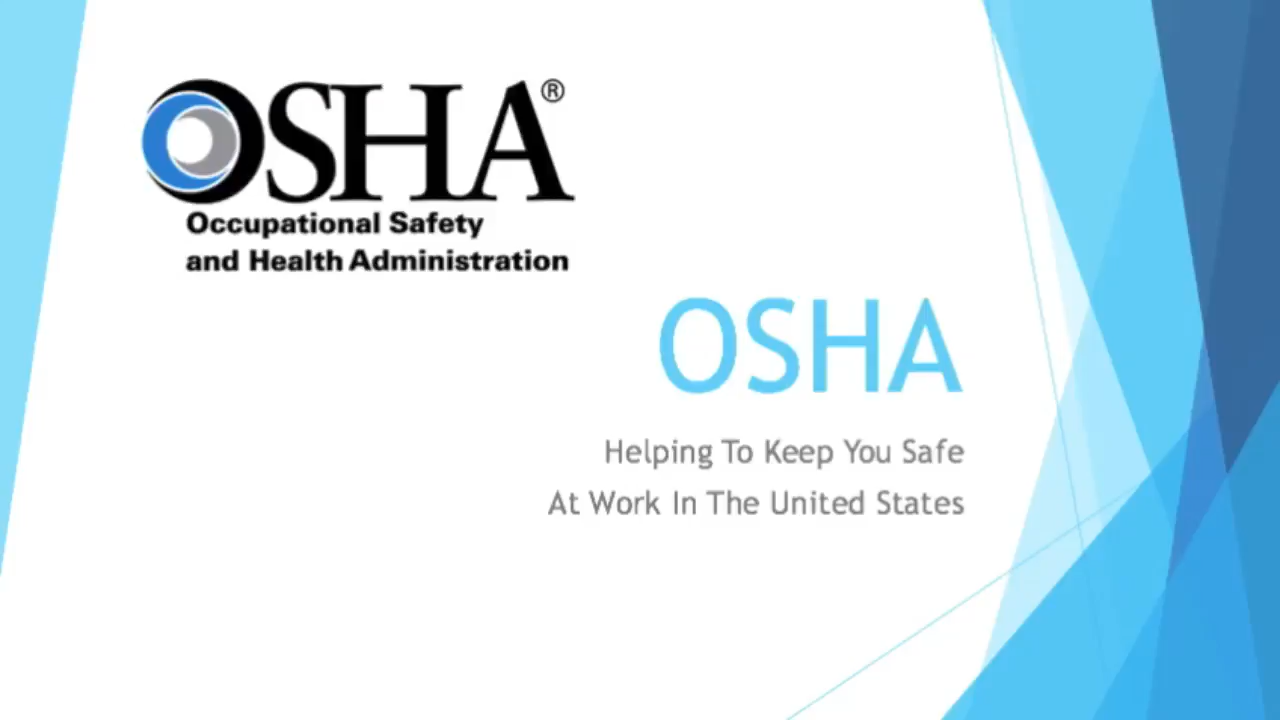 OSHA®
Occupational Safety
and Health Administration
OSHA
Helping To Keep You Safe
At Work In The United States